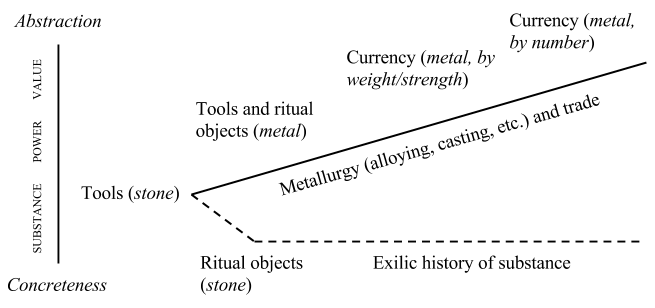 Abstraction
Currency (metal,
by number)
Currency (metal, by
weight/strength)
VALUE
Tools and ritual
objects (metal)
POWER
Metallurgy (alloying, casting, etc.) and trade
Tools (stone)
SUBSTANCE
Ritual objects
(stone)
Exilic history of substance
Concreteness